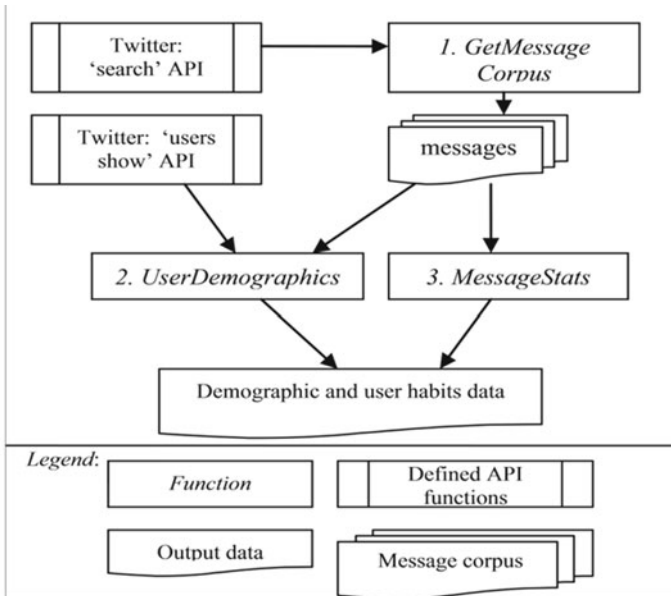 Twitter:
‘search’ API
1. GetMessage
Corpus
Twitter: ‘users
show’ API
messages
2. UserDemographics
3. MessageStats
Demographic and user habits data
Legend:
Function
Defined API
functions
Output data
Message corpus